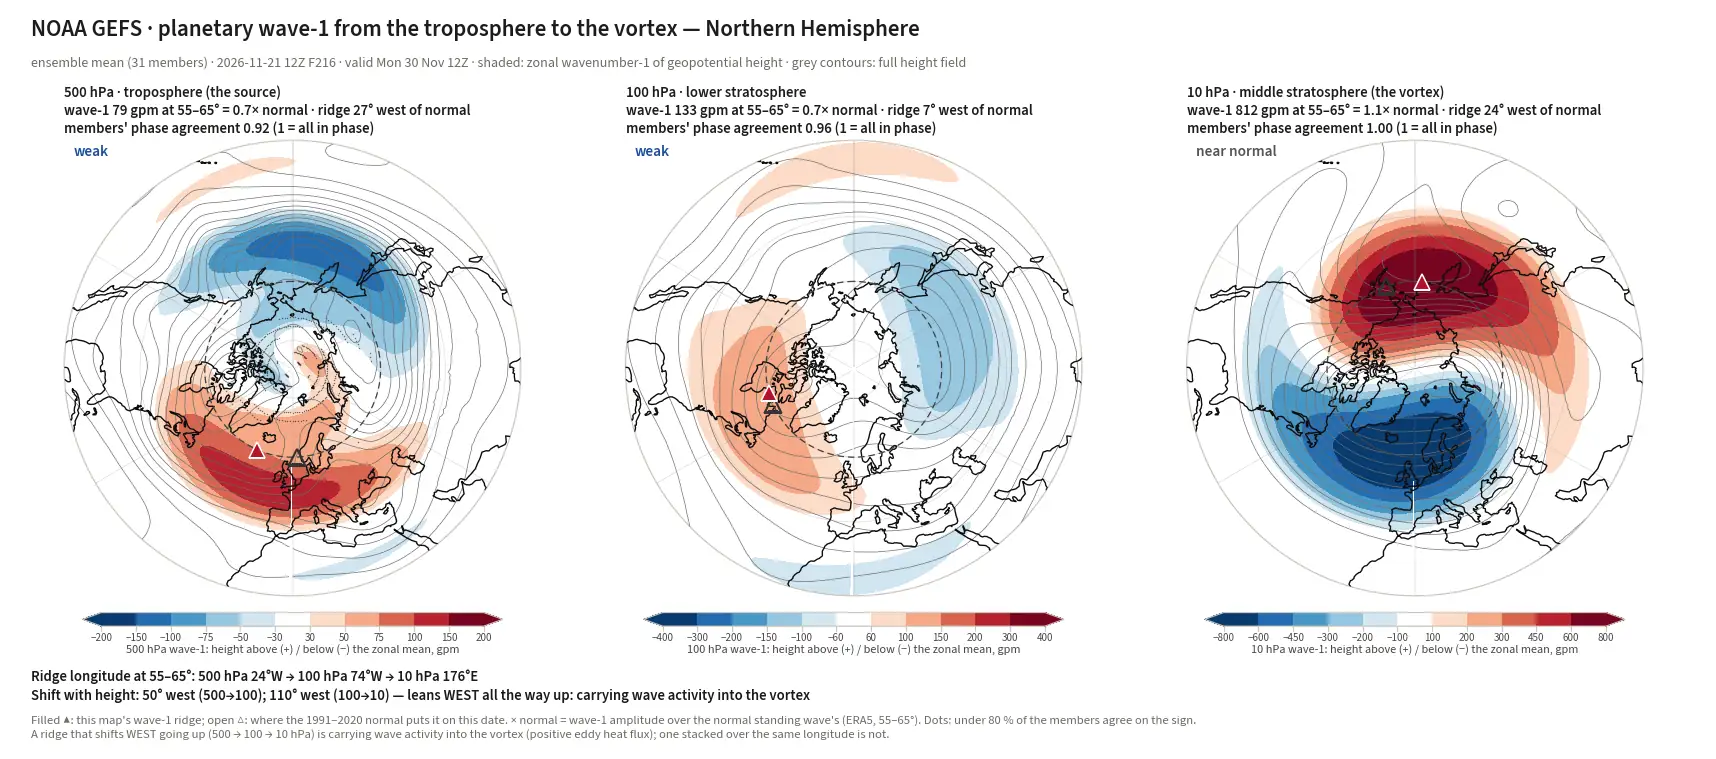 NOAA GEFS · planetary wave-1 from the troposphere to the vortex — Northern Hemisphere
ensemble mean (31 members) · 2026-11-21 12Z F216 · valid Mon 30 Nov 12Z · shaded: zonal wavenumber-1 of geopotential height · grey contours: full height field
500 hPa · troposphere (the source)
wave-1 79 gpm at 55–65° = 0.7× normal · ridge 27° west of normal
members' phase agreement 0.92 (1 = all in phase)
weak
100 hPa · lower stratosphere
wave-1 133 gpm at 55–65° = 0.7× normal · ridge 7° west of normal
members' phase agreement 0.96 (1 = all in phase)
weak
10 hPa · middle stratosphere (the vortex)
wave-1 812 gpm at 55–65° = 1.1× normal · ridge 24° west of normal
members' phase agreement 1.00 (1 = all in phase)
near normal
−200 −150 −100 −75 −50 −30 30 50 75 100 150 200
500 hPa wave-1: height above (+) / below (−) the zonal mean, gpm
−400 −300 −200 −150 −100 −60 60 100 150 200 300 400
100 hPa wave-1: height above (+) / below (−) the zonal mean, gpm
−800 −600 −450 −300 −200 −100 100 200 300 450 600 800
10 hPa wave-1: height above (+) / below (−) the zonal mean, gpm
Ridge longitude at 55–65°: 500 hPa 24°W → 100 hPa 74°W → 10 hPa 176°E
Shift with height: 50° west (500→100); 110° west (100→10) — leans WEST all the way up: carrying wave activity into the vortex
Filled ▲: this map's wave-1 ridge; open △: where the 1991–2020 normal puts it on this date. × normal = wave-1 amplitude over the normal standing wave's (ERA5, 55–65°). Dots: under 80 % of the members agree on the sign.
A ridge that shifts WEST going up (500 → 100 → 10 hPa) is carrying wave activity into the vortex (positive eddy heat flux); one stacked over the same longitude is not.